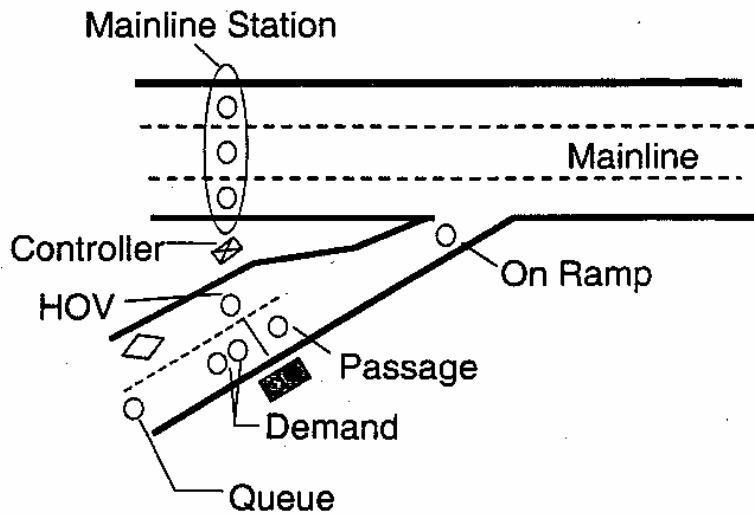 Mainline Station
Mainline
Controller
On Ramp
HOV
Passage
Demand
Queue